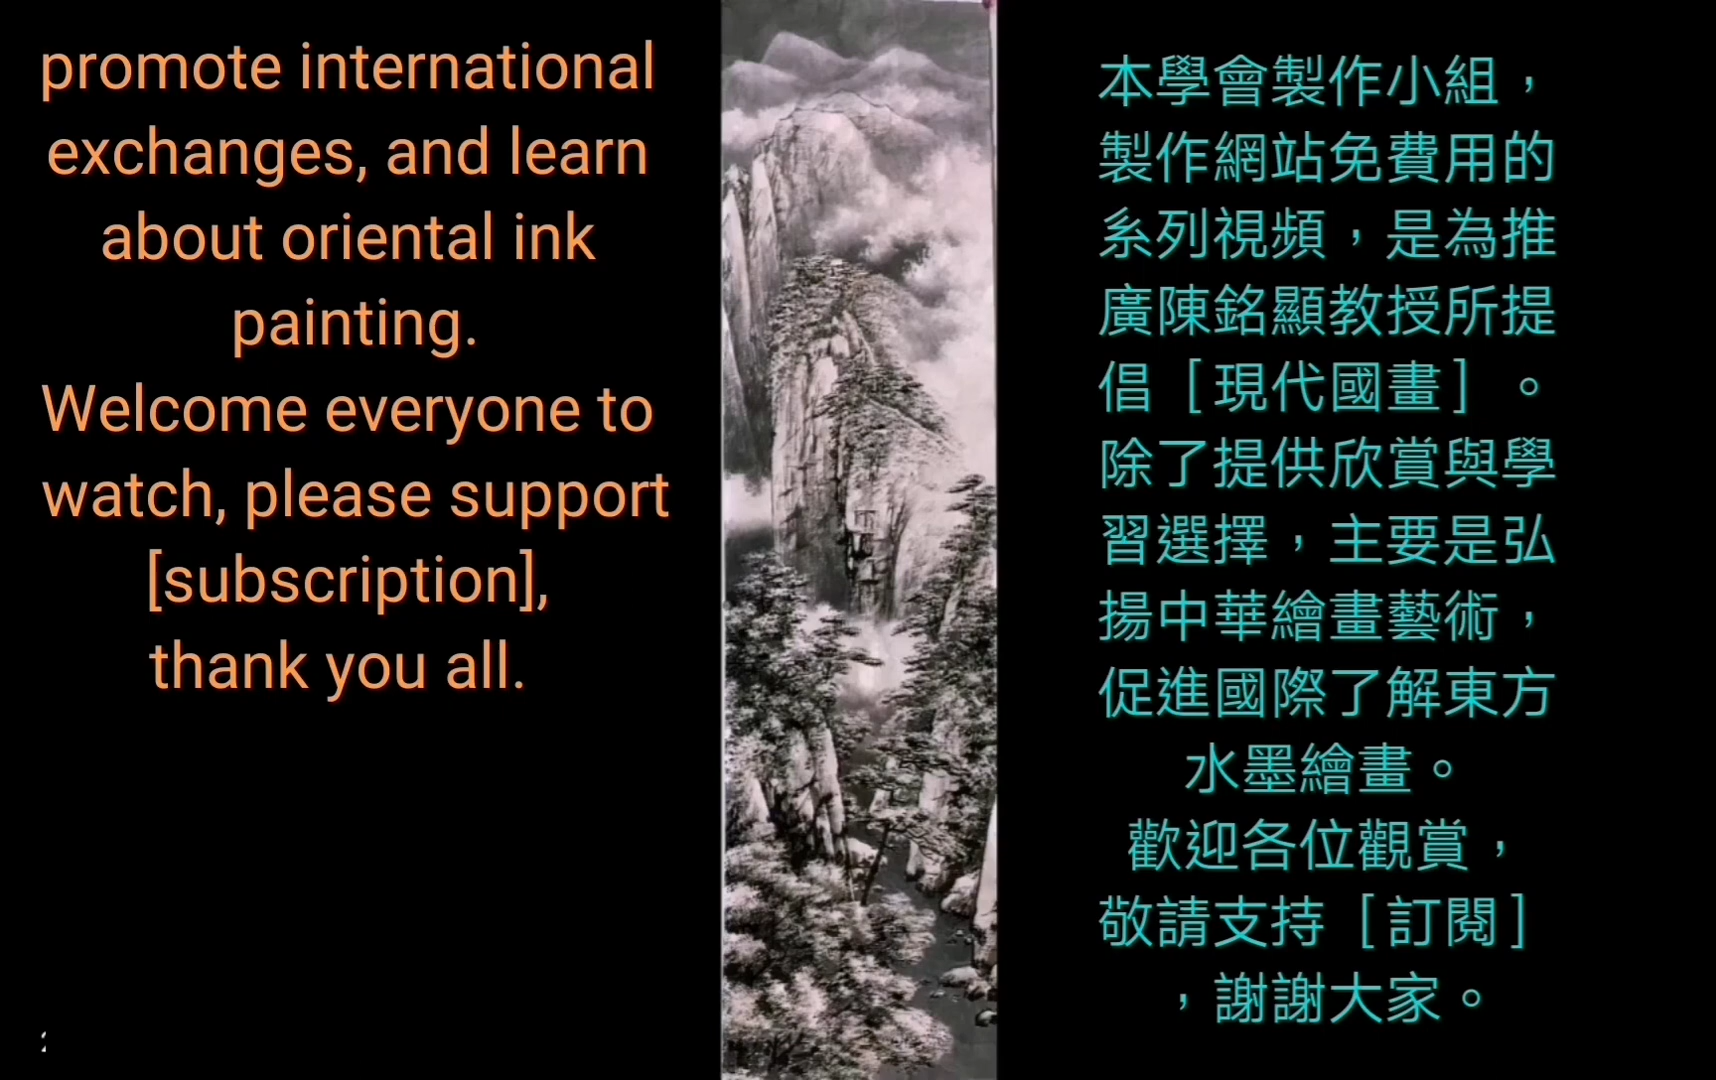 promote international
exchanges, and learn
about oriental ink
painting.
Welcome everyone to
watch, please support
[subscription],
thank you all.
本學會製作小組，
製作網站免費用的
系列視頻，是為推
廣陳銘顯教授所提
倡［現代國畫］。
除了提供欣賞與學
習選擇，主要是弘
揚中華繪畫藝術，
促進國際了解東方
水墨繪畫。
歡迎各位觀賞，
敬請支持［訂閱］
，謝謝大家。